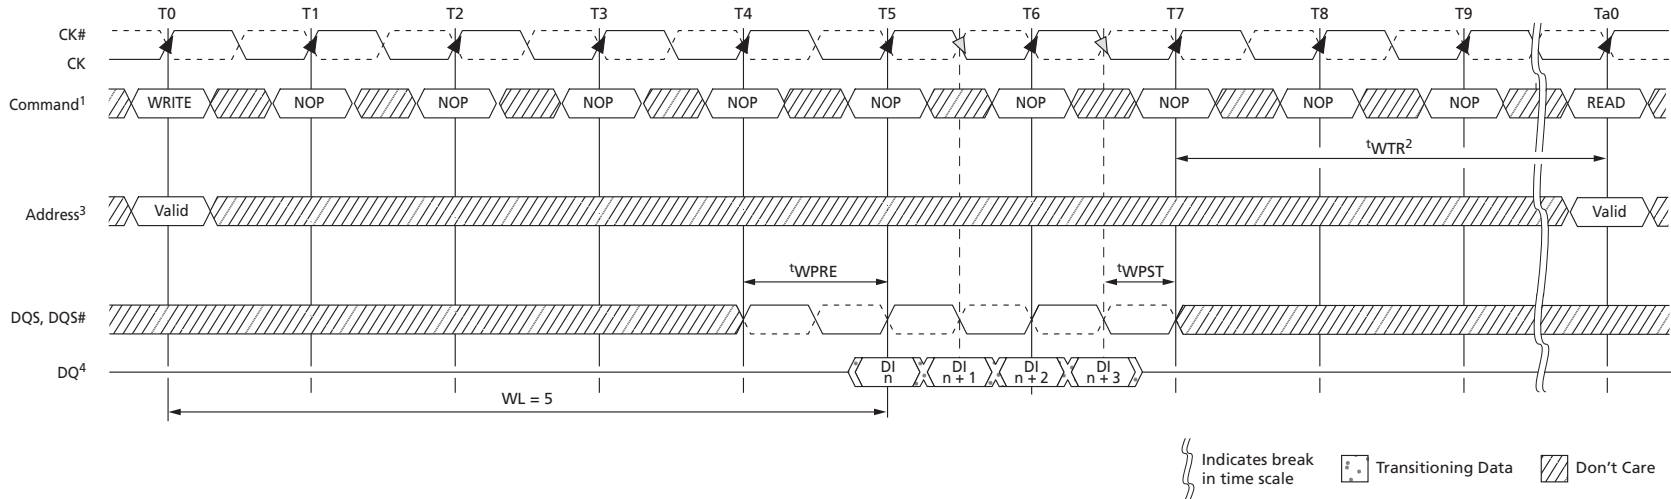 T0 T1 T2 T3 T4 T5 T6 T7 T8 T9 Ta0
CK#
CK
Command1 WRITE NOP NOP NOP NOP NOP NOP NOP NOP NOP READ
tWTR2
Address3 Valid Valid
tWPRE tWPST
DQS, DQS#
DQ4 DI n DI n + 1 DI n + 2 DI n + 3
WL = 5
Indicates break in time scale
Transitioning Data
Don't Care